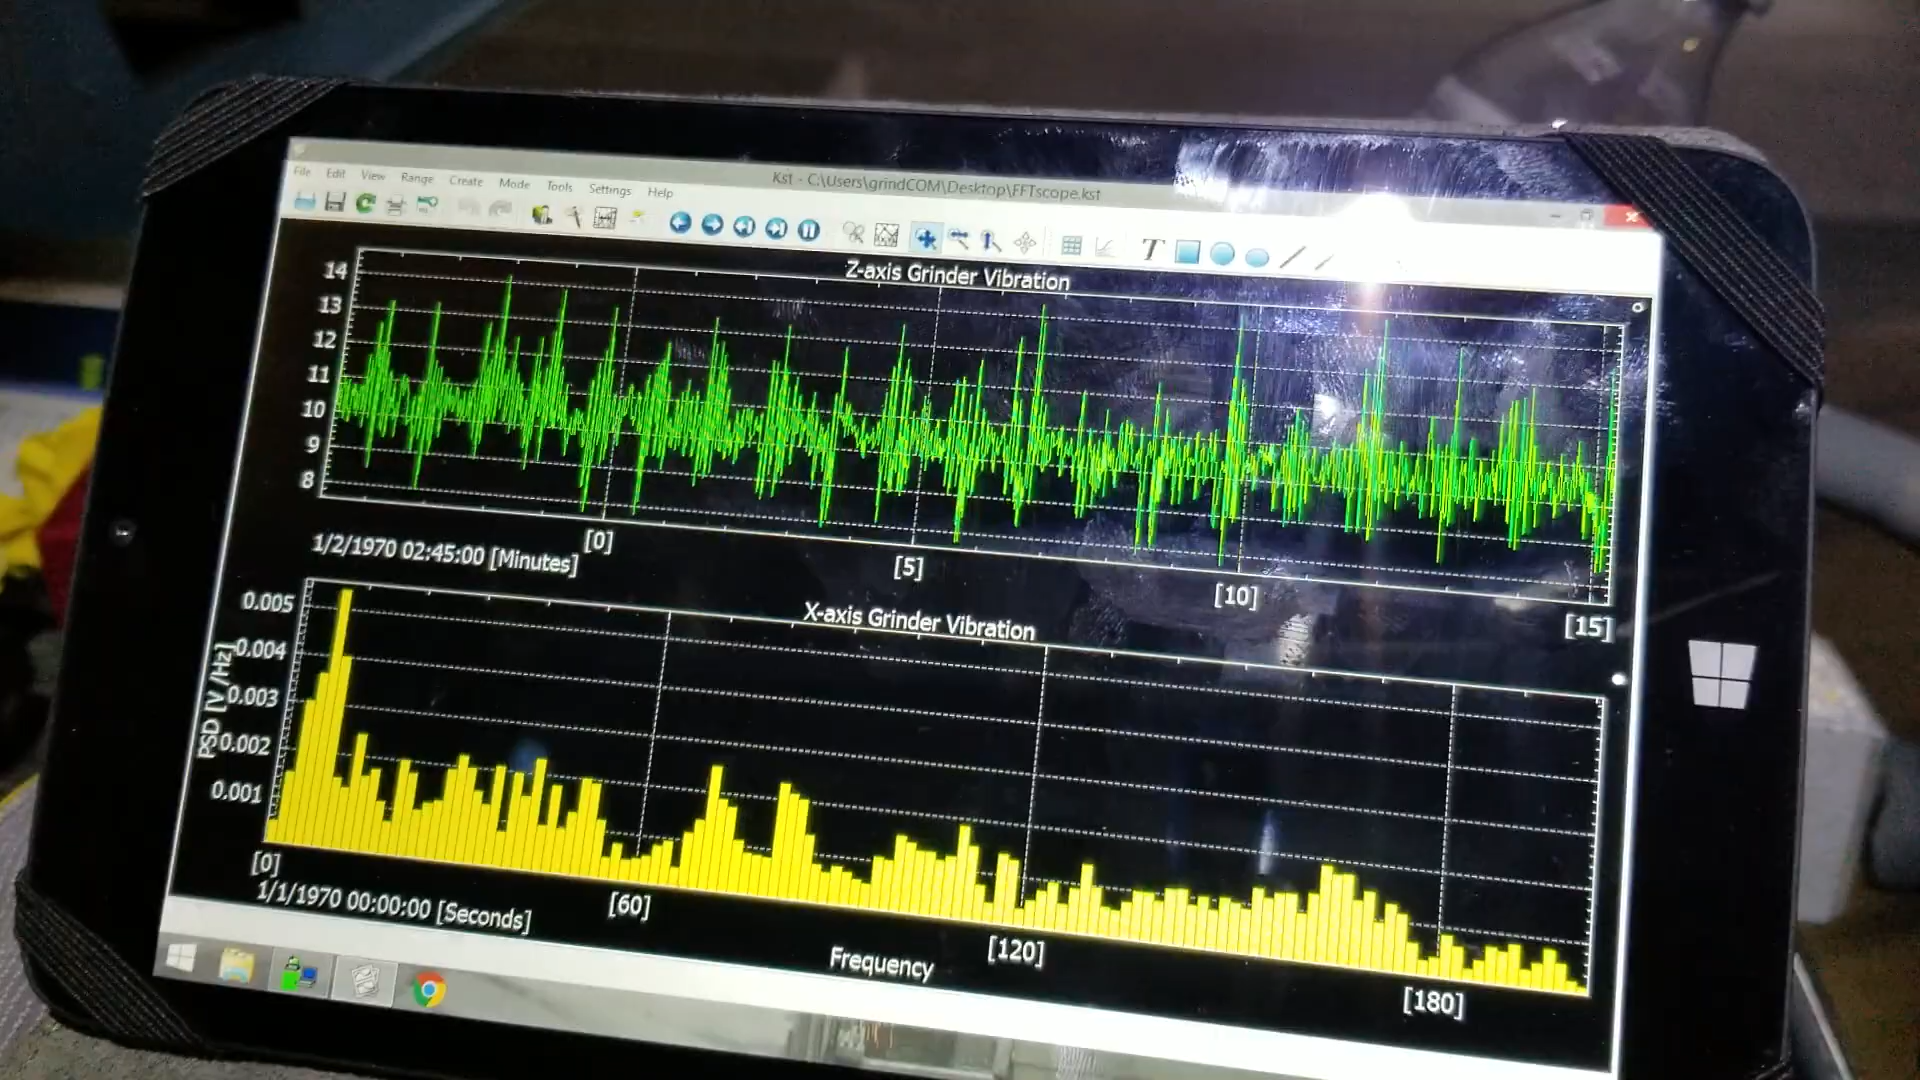 Kst - C:\Users\grindCOM\Desktop\FFTscope.kst
File Edit View Range Create Mode Tools Settings Help
T
Z-axis Grinder Vibration
14
13
12
11
10
9
8
[0]
[5]
[10]
[15]
1/2/1970 02:45:00 [Minutes]
X-axis Grinder Vibration
0.005
0.004
0.003
0.002
0.001
PSD [V /Hz]
[0]
[60]
[120]
[180]
1/1/1970 00:00:00 [Seconds]
Frequency